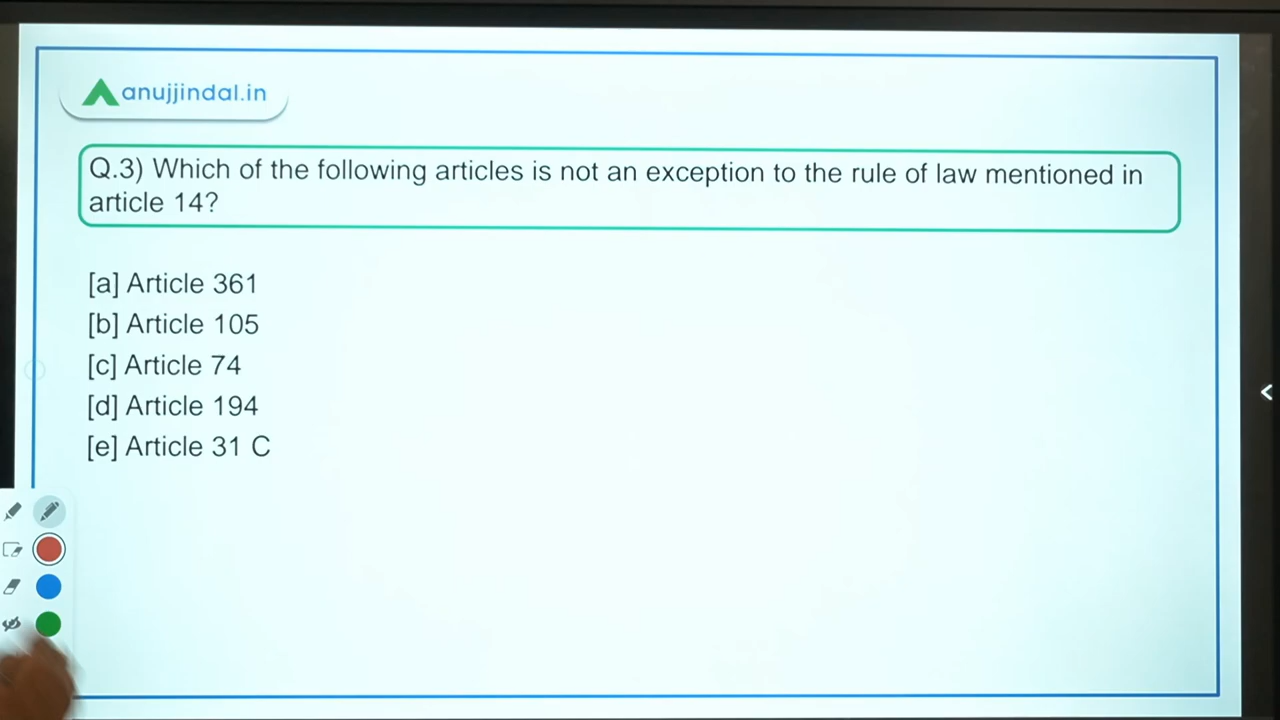 anujjindal.in
Q.3) Which of the following articles is not an exception to the rule of law mentioned in
article 14?
[a] Article 361
[b] Article 105
[c] Article 74
[d] Article 194
[e] Article 31 C